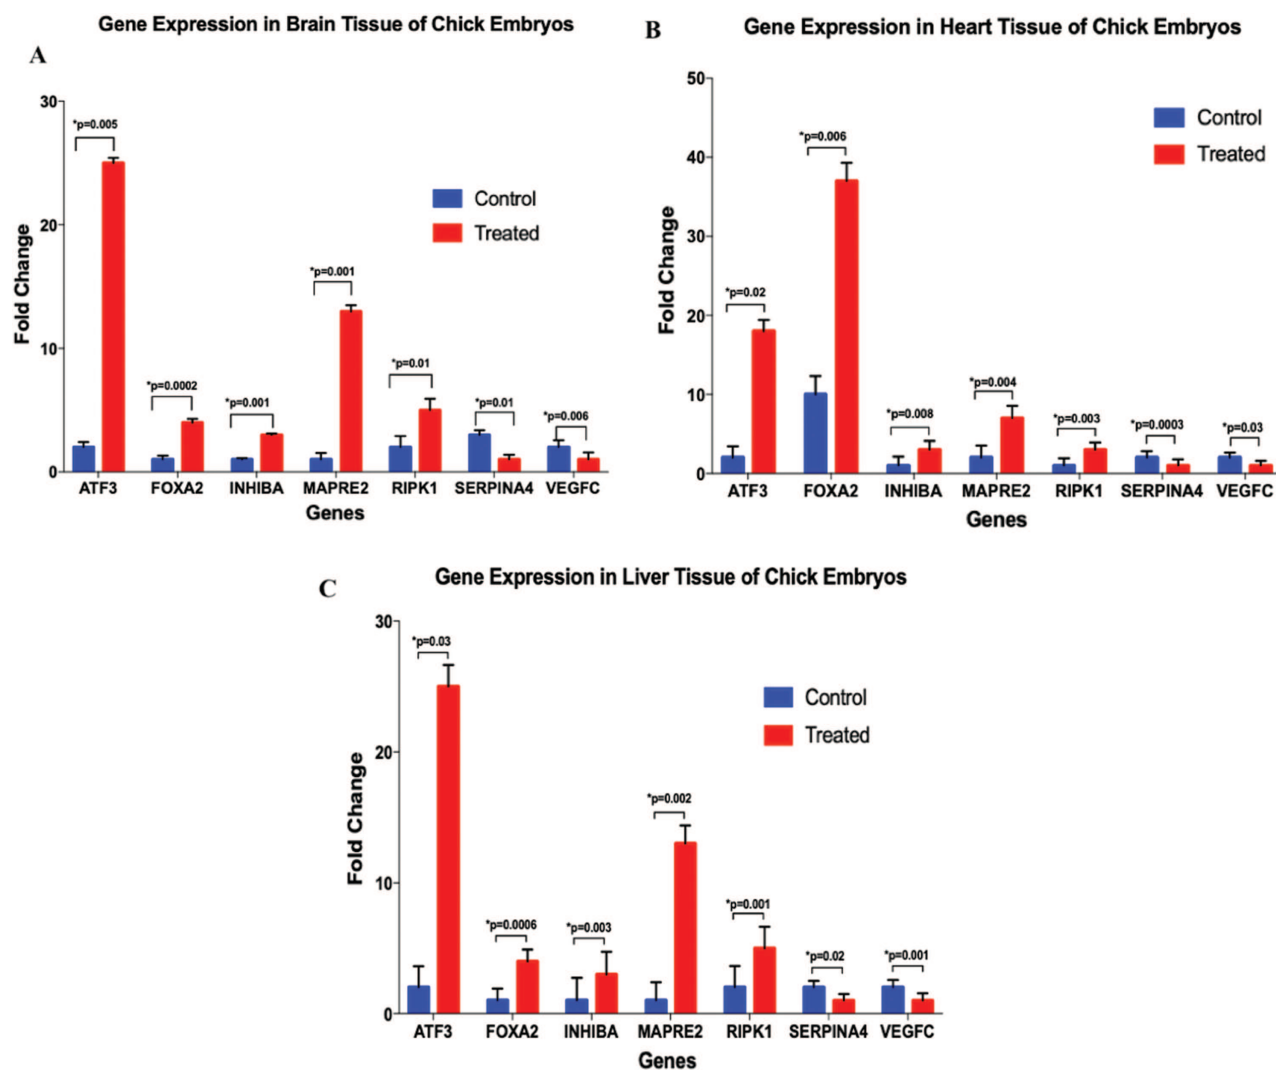 Gene Expression in Brain Tissue of Chick Embryos
A
30
20
10
0
Fold Change
*p=0.005
*p=0.0002
*p=0.001
*p=0.001
*p=0.01
*p=0.01
*p=0.006
Control
Treated
ATF3 FOXA2 INHIBA MAPRE2 RIPK1 SERPINA4 VEGFC
Genes
B
Gene Expression in Heart Tissue of Chick Embryos
50
40
30
20
10
0
Fold Change
*p=0.02
*p=0.006
*p=0.008
*p=0.004
*p=0.003
*p=0.0003
*p=0.03
Control
Treated
ATF3 FOXA2 INHIBA MAPRE2 RIPK1 SERPINA4 VEGFC
Genes
C
Gene Expression in Liver Tissue of Chick Embryos
30
20
10
0
Fold Change
*p=0.03
*p=0.0006
*p=0.003
*p=0.002
*p=0.001
*p=0.02
*p=0.001
Control
Treated
ATF3 FOXA2 INHIBA MAPRE2 RIPK1 SERPINA4 VEGFC
Genes